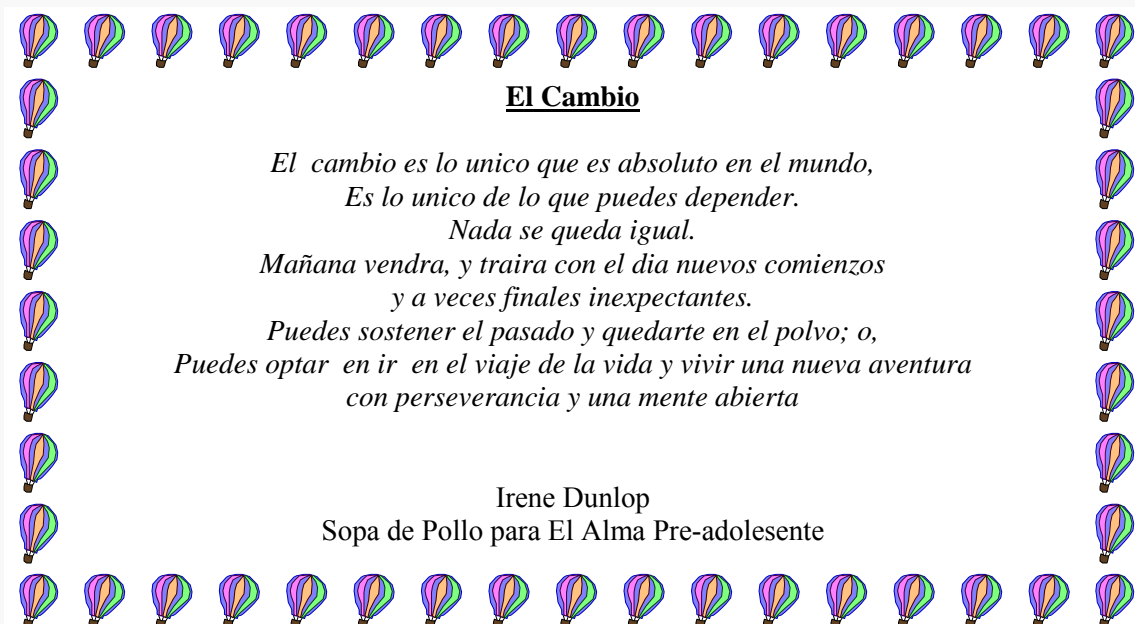 El Cambio
El cambio es lo unico que es absoluto en el mundo,
Es lo unico de lo que puedes depender.
Nada se queda igual.
Mañana vendra, y traira con el dia nuevos comienzos
y a veces finales inexpectantes.
Puedes sostener el pasado y quedarte en el polvo; o,
Puedes optar en ir en el viaje de la vida y vivir una nueva aventura
con perseverancia y una mente abierta
Irene Dunlop
Sopa de Pollo para El Alma Pre-adolesente